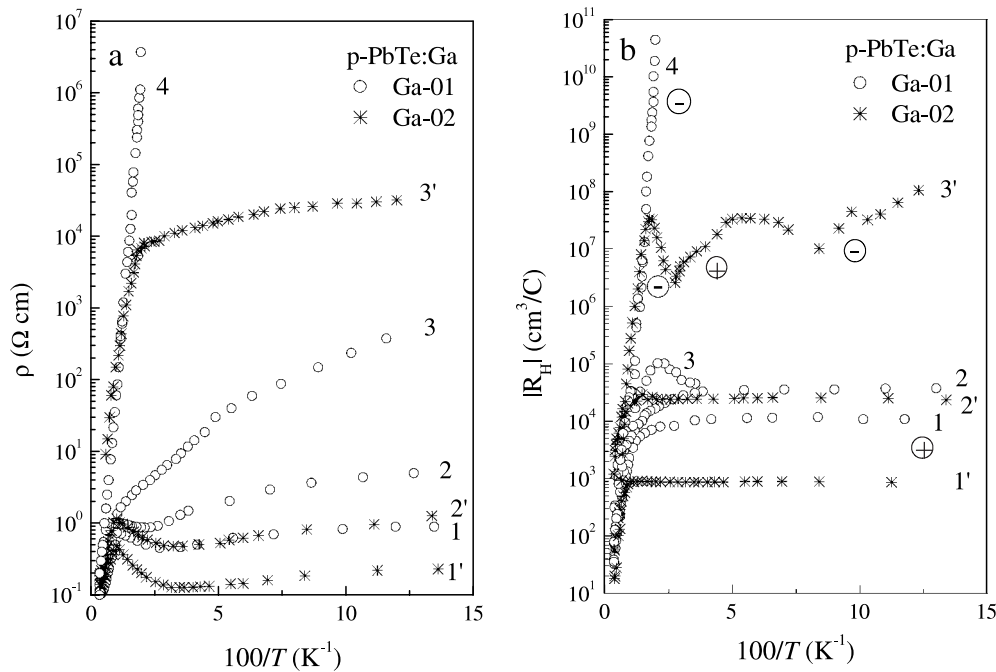 a
p-PbTe:Ga
Ga-01
Ga-02
4
3'
3
2
2'
1
1'
10^7
10^6
10^5
10^4
10^3
10^2
10^1
10^0
10^-1
0 5 10 15
ρ (Ω cm)
100/T (K^-1)
b
p-PbTe:Ga
Ga-01
Ga-02
4
-
3'
+
-
-
3
2
2'
1
+
1'
10^11
10^10
10^9
10^8
10^7
10^6
10^5
10^4
10^3
10^2
10^1
0 5 10 15
|R_H| (cm^3/C)
100/T (K^-1)